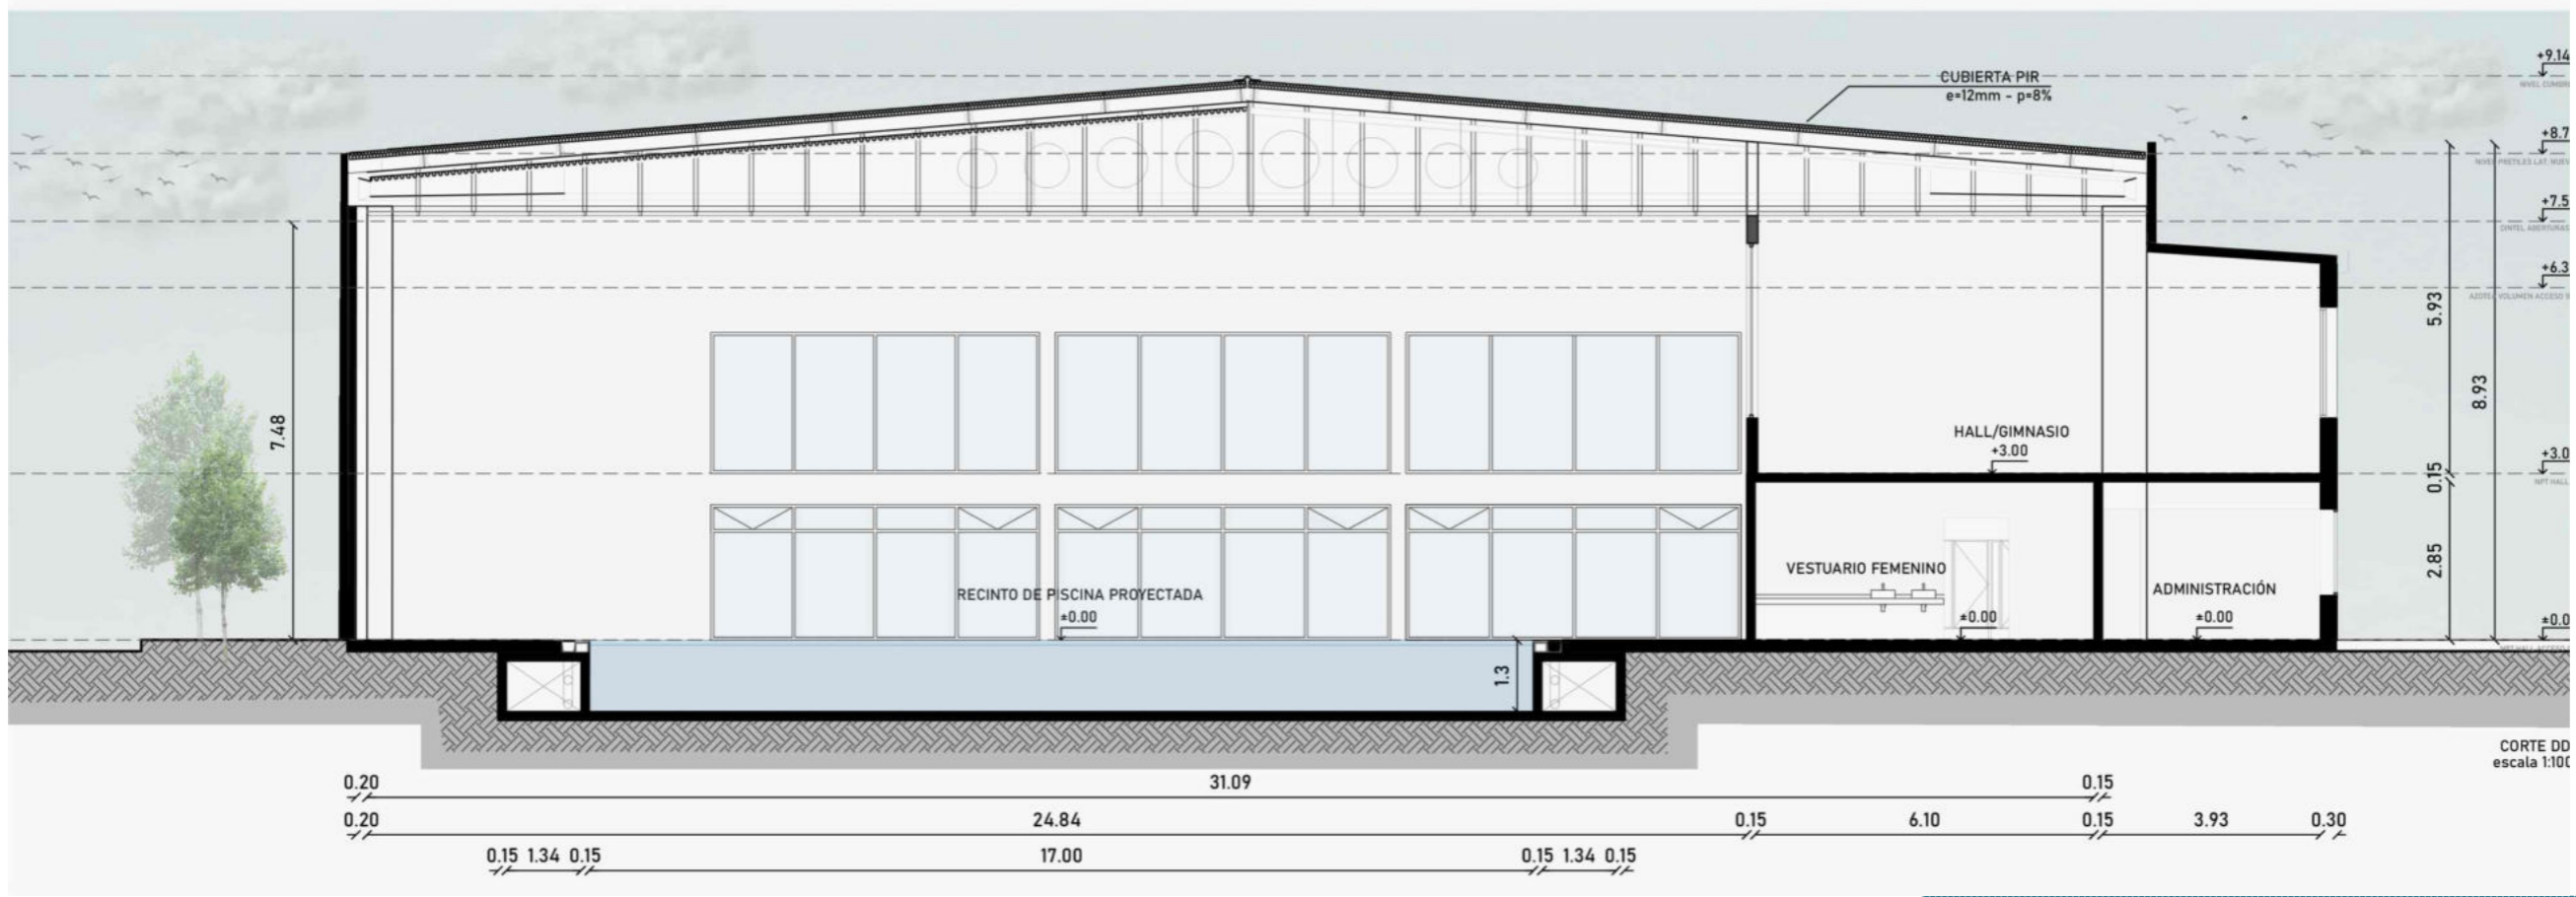 +9.14
CUBIERTA PIR
e=12mm - p=8%
+8.7
+7.5
+6.3
5.93
8.93
7.48
HALL/GIMNASIO
+3.00
+3.0
NPT HALL
0.15
2.85
VESTUARIO FEMENINO
±0.00
ADMINISTRACIÓN
±0.00
RECINTO DE PISCINA PROYECTADA
±0.00
±0.0
1.3
CORTE DD
escala 1:100
0.20 31.09 0.15
0.20 24.84 0.15 6.10 0.15 3.93 0.30
0.15 1.34 0.15 17.00 0.15 1.34 0.15